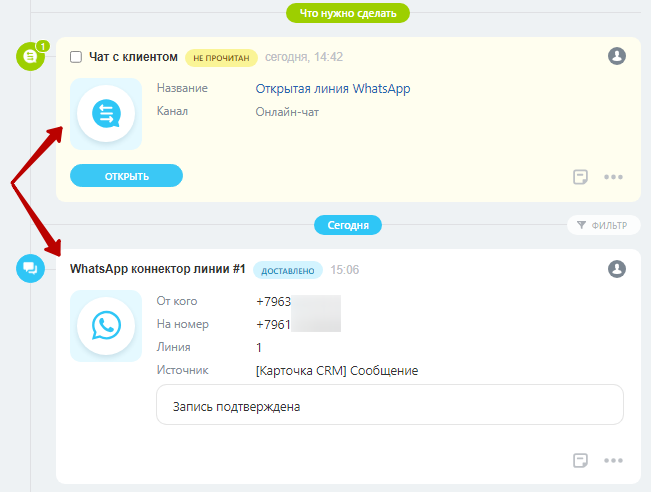 Что нужно сделать
1
Чат с клиентом НЕ ПРОЧИТАН сегодня, 14:42
Название Открытая линия WhatsApp
Канал Онлайн-чат
ОТКРЫТЬ
Сегодня
ФИЛЬТР
WhatsApp коннектор линии #1 ДОСТАВЛЕНО 15:06
От кого +7963
На номер +7961
Линия 1
Источник [Карточка CRM] Сообщение
Запись подтверждена